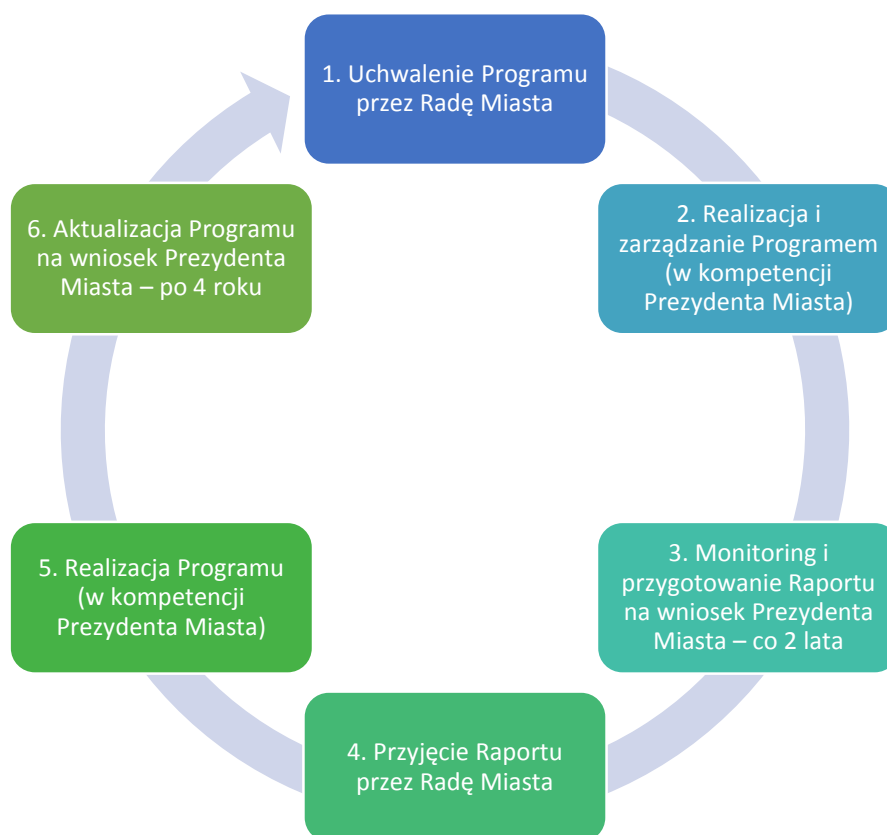 1. Uchwalenie Programu
przez Radę Miasta
2. Realizacja i
zarządzanie Programem
(w kompetencji
Prezydenta Miasta)
3. Monitoring i
przygotowanie Raportu
na wniosek Prezydenta
Miasta – co 2 lata
4. Przyjęcie Raportu
przez Radę Miasta
5. Realizacja Programu
(w kompetencji
Prezydenta Miasta)
6. Aktualizacja Programu
na wniosek Prezydenta
Miasta – po 4 roku